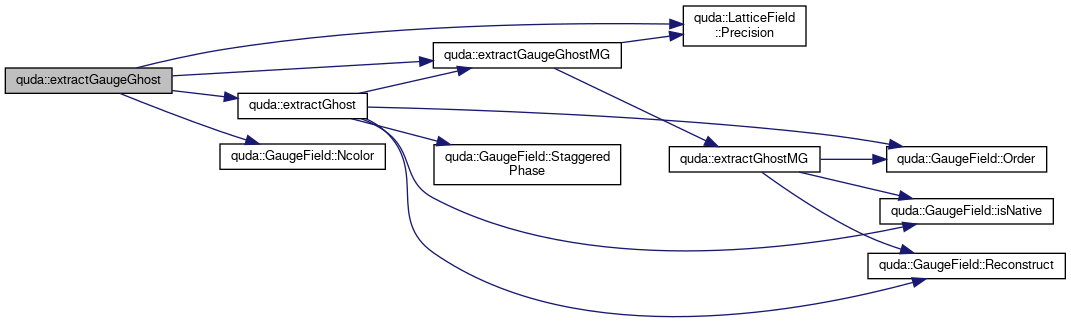 quda::extractGaugeGhost
quda::extractGhost
quda::GaugeField::Ncolor
quda::extractGaugeGhostMG
quda::GaugeField::Staggered
Phase
quda::LatticeField
::Precision
quda::extractGhostMG
quda::GaugeField::Order
quda::GaugeField::isNative
quda::GaugeField::Reconstruct